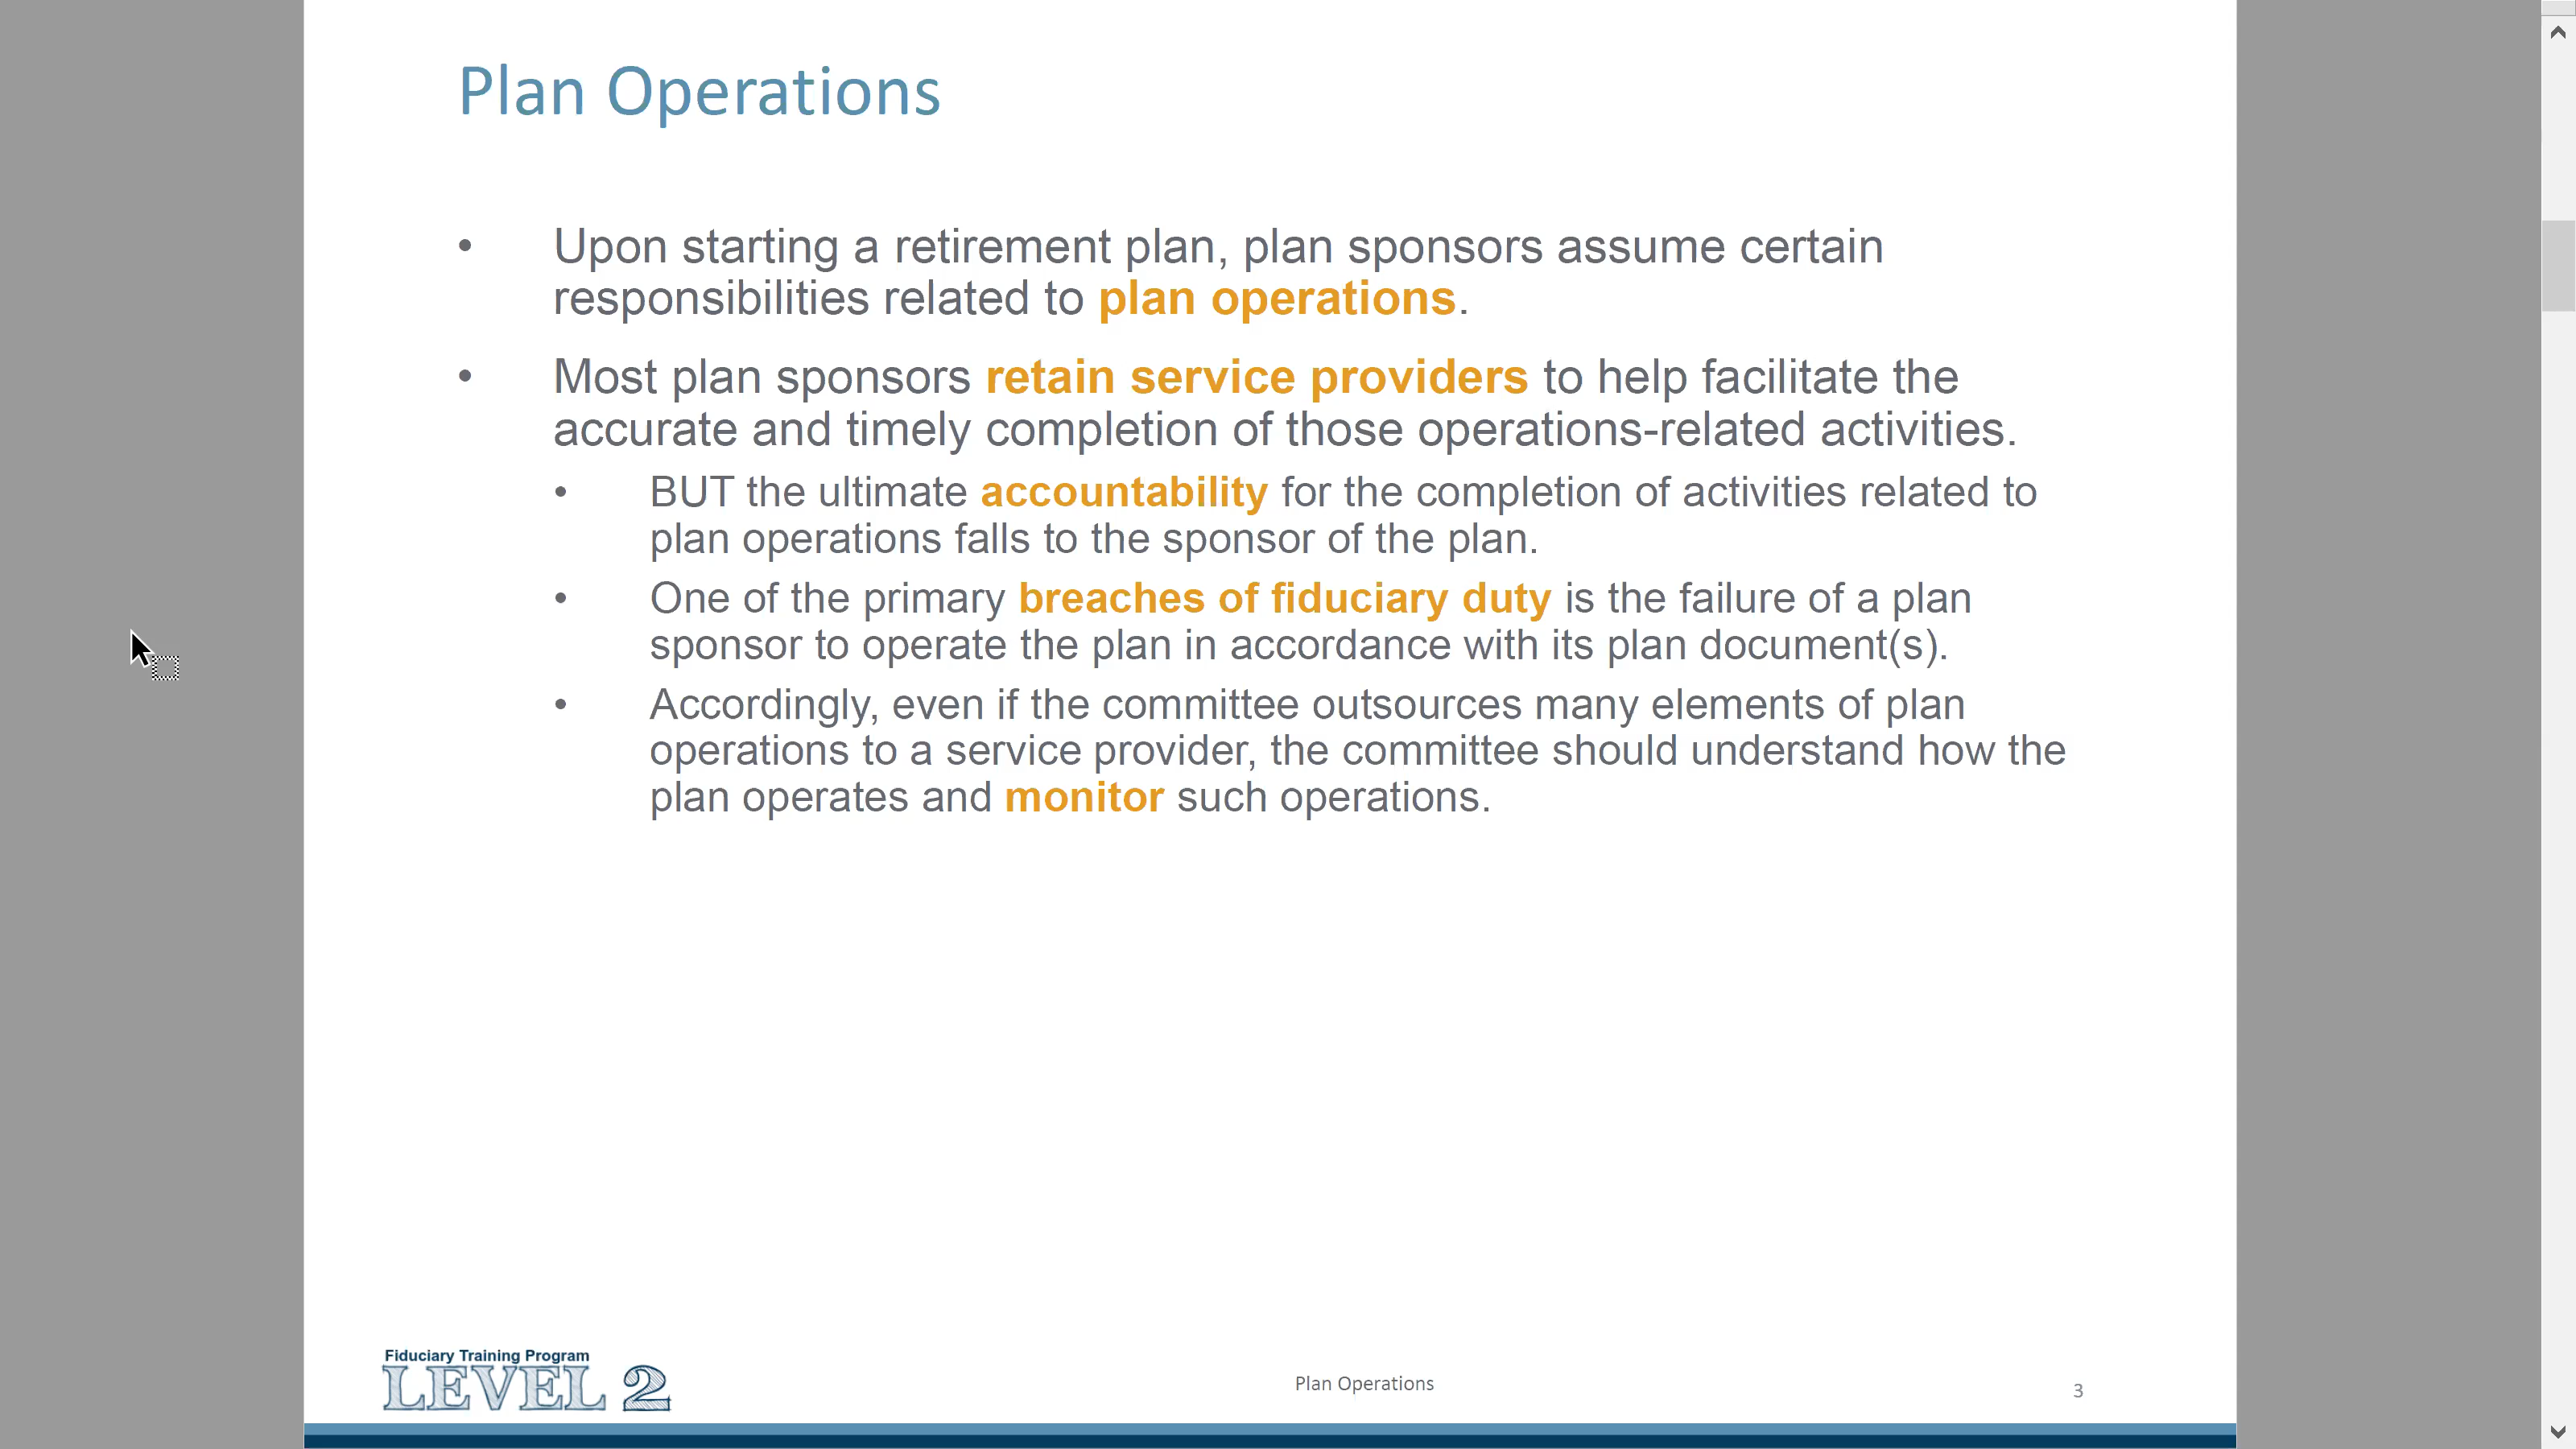 Plan Operations
• Upon starting a retirement plan, plan sponsors assume certain
responsibilities related to plan operations.
• Most plan sponsors retain service providers to help facilitate the
accurate and timely completion of those operations-related activities.
• BUT the ultimate accountability for the completion of activities related to
plan operations falls to the sponsor of the plan.
• One of the primary breaches of fiduciary duty is the failure of a plan
sponsor to operate the plan in accordance with its plan document(s).
• Accordingly, even if the committee outsources many elements of plan
operations to a service provider, the committee should understand how the
plan operates and monitor such operations.
Fiduciary Training Program
LEVEL 2
Plan Operations
3